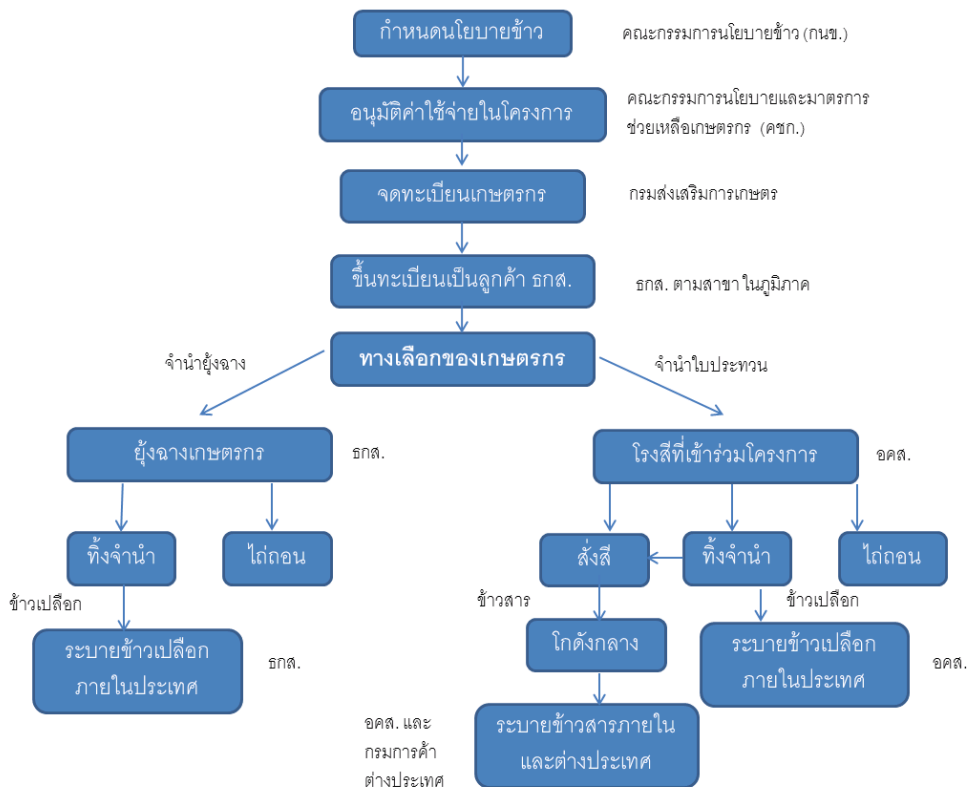 กำหนดนโยบายข้าว
คณะกรรมการนโยบายข้าว (กนข.)
อนุมัติค่าใช้จ่ายในโครงการ
คณะกรรมการนโยบายและมาตรการ
ช่วยเหลือเกษตรกร (คชก.)
จดทะเบียนเกษตรกร
กรมส่งเสริมการเกษตร
ขึ้นทะเบียนเป็นลูกค้า ธกส.
ธกส. ตามสาขา ในภูมิภาค
ทางเลือกของเกษตรกร
จำนำยุ้งฉาง
จำนำใบประทวน
ยุ้งฉางเกษตรกร
ธกส.
โรงสีที่เข้าร่วมโครงการ
อคส.
ทิ้งจำนำ
ไถ่ถอน
สั่งสี
ทิ้งจำนำ
ไถ่ถอน
ข้าวเปลือก
ข้าวสาร
ข้าวเปลือก
ระบายข้าวเปลือก
ภายในประเทศ
ธกส.
โกดังกลาง
ระบายข้าวเปลือก
ภายในประเทศ
อคส.
อคส. และ
กรมการค้า
ต่างประเทศ
ระบายข้าวสารภายใน
และต่างประเทศ